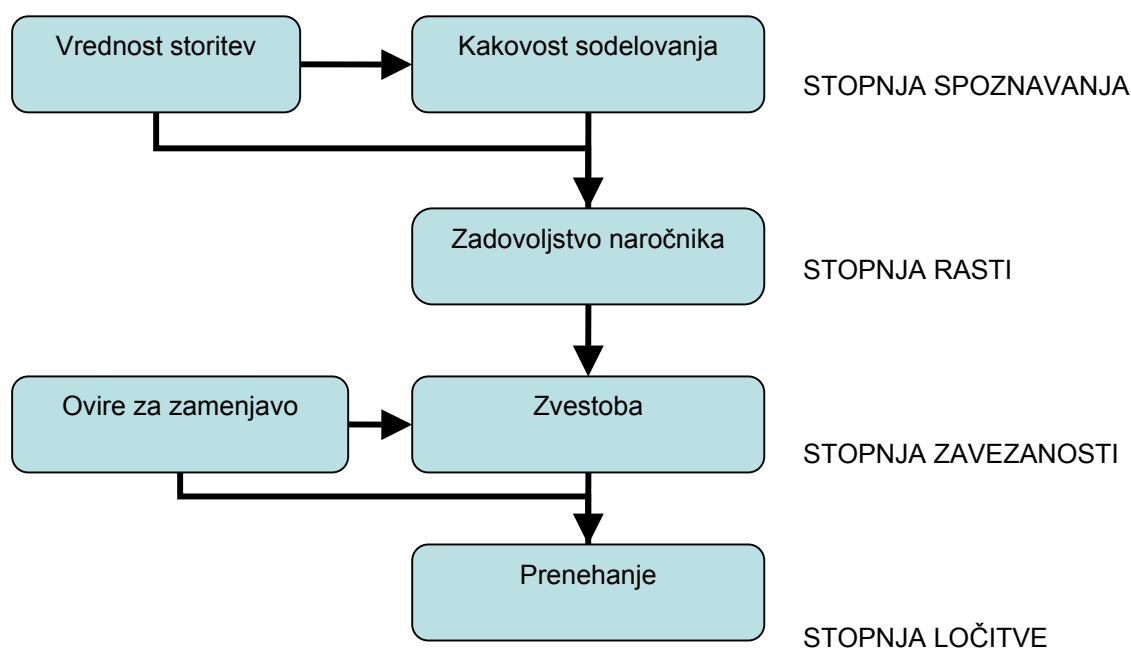 Vrednost storitev
Kakovost sodelovanja
STOPNJA SPOZNAVANJA
Zadovoljstvo naročnika
STOPNJA RASTI
Ovire za zamenjavo
Zvestoba
STOPNJA ZAVEZANOSTI
Prenehanje
STOPNJA LOČITVE